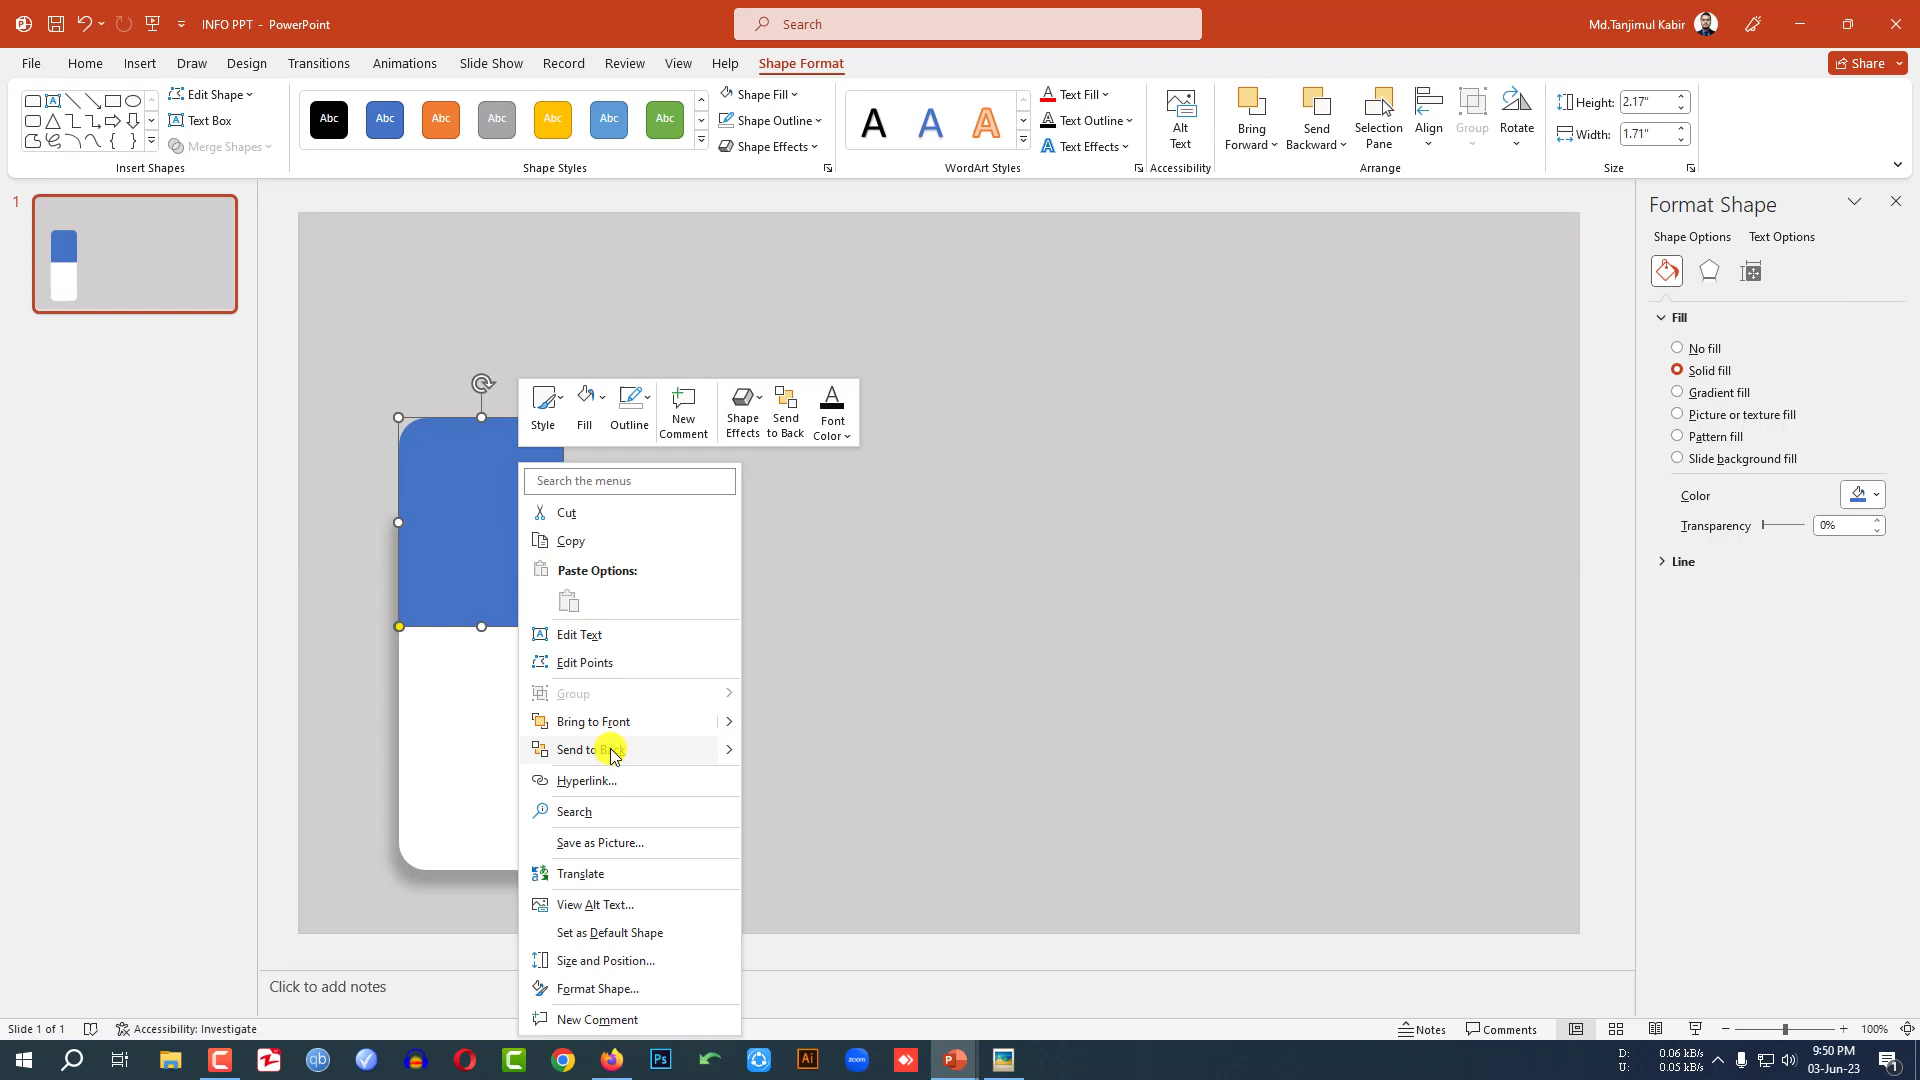 INFO PPT - PowerPoint
Search
Md.Tanjimul Kabir
File Home Insert Draw Design Transitions Animations Slide Show Record Review View Help Shape Format
Share
Edit Shape
Text Box
Merge Shapes
Insert Shapes
Abc Abc Abc Abc Abc Abc Abc
Shape Fill
Shape Outline
Shape Effects
Shape Styles
A A A
Text Fill
Text Outline
Text Effects
WordArt Styles
Alt
Text
Accessibility
Bring
Forward
Send
Backward
Selection
Pane
Align
Group
Rotate
Arrange
Height: 2.17"
Width: 1.71"
Size
1
Style
Fill
Outline
New
Comment
Shape
Effects
Send
to Back
Font
Color
Search the menus
Cut
Copy
Paste Options:
Edit Text
Edit Points
Group
Bring to Front
Send to Back
Hyperlink...
Search
Save as Picture...
Translate
View Alt Text...
Set as Default Shape
Size and Position...
Format Shape...
New Comment
Format Shape
Shape Options Text Options
Fill
No fill
Solid fill
Gradient fill
Picture or texture fill
Pattern fill
Slide background fill
Color
Transparency 0%
Line
Click to add notes
Slide 1 of 1
Accessibility: Investigate
Notes
Comments
100%
qb
Ps
Ai
zoom
D: 0.06 kB/s
U: 0.05 kB/s
9:50 PM
03-Jun-23
1